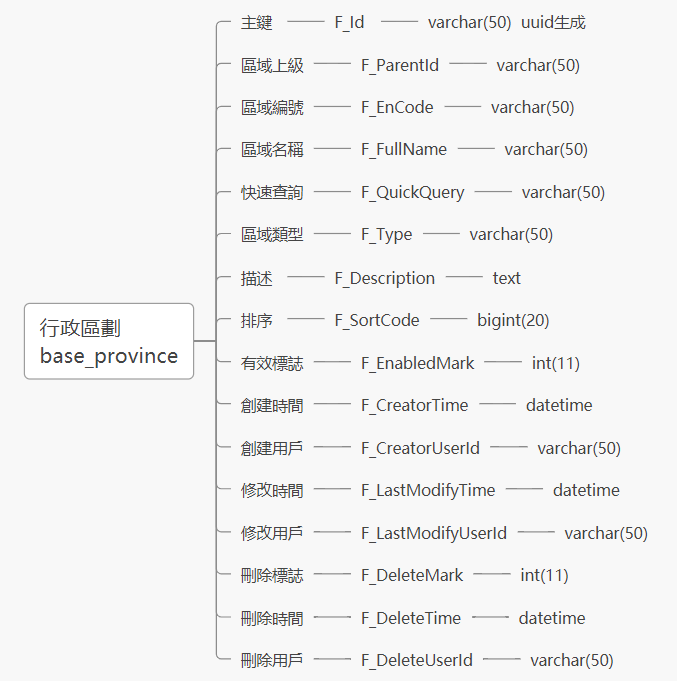 主鍵 F_Id varchar(50) uuid生成
區域上級 F_ParentId varchar(50)
區域編號 F_EnCode varchar(50)
區域名稱 F_FullName varchar(50)
快速查詢 F_QuickQuery varchar(50)
區域類型 F_Type varchar(50)
描述 F_Description text
排序 F_SortCode bigint(20)
行政區劃
base_province
有效標誌 F_EnabledMark int(11)
創建時間 F_CreatorTime datetime
創建用戶 F_CreatorUserId varchar(50)
修改時間 F_LastModifyTime datetime
修改用戶 F_LastModifyUserId varchar(50)
刪除標誌 F_DeleteMark int(11)
刪除時間 F_DeleteTime datetime
刪除用戶 F_DeleteUserId varchar(50)